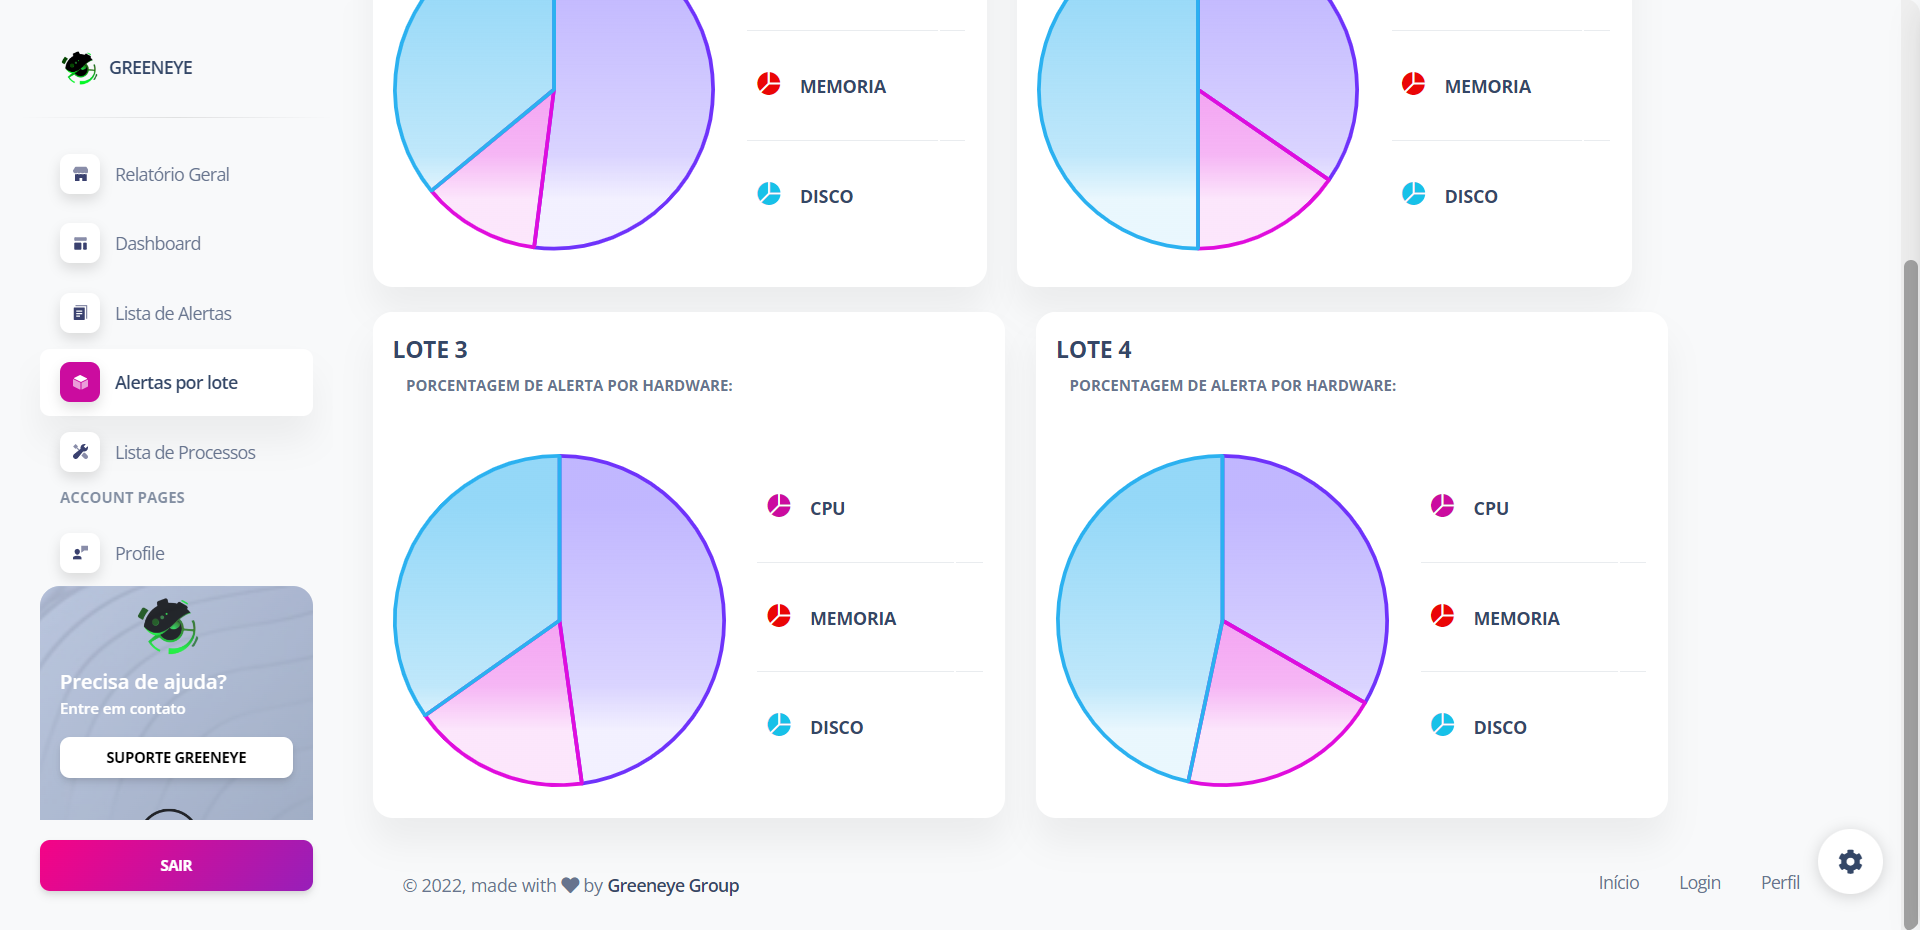 GREENEYE
Relatório Geral
Dashboard
Lista de Alertas
Alertas por lote
Lista de Processos
ACCOUNT PAGES
Profile
Precisa de ajuda?
Entre em contato
SUPORTE GREENEYE
SAIR
MEMORIA
DISCO
MEMORIA
DISCO
LOTE 3
PORCENTAGEM DE ALERTA POR HARDWARE:
CPU
MEMORIA
DISCO
LOTE 4
PORCENTAGEM DE ALERTA POR HARDWARE:
CPU
MEMORIA
DISCO
© 2022, made with by Greeneye Group
Início
Login
Perfil